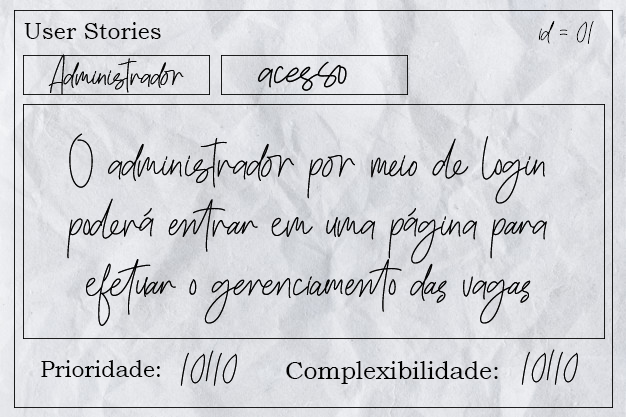 User Stories id = 01
Administrador acesso
O administrador por meio de login
poderá entrar em uma página para
efetuar o gerenciamento das vagas
Prioridade: 10/10 Complexibilidade: 10/10